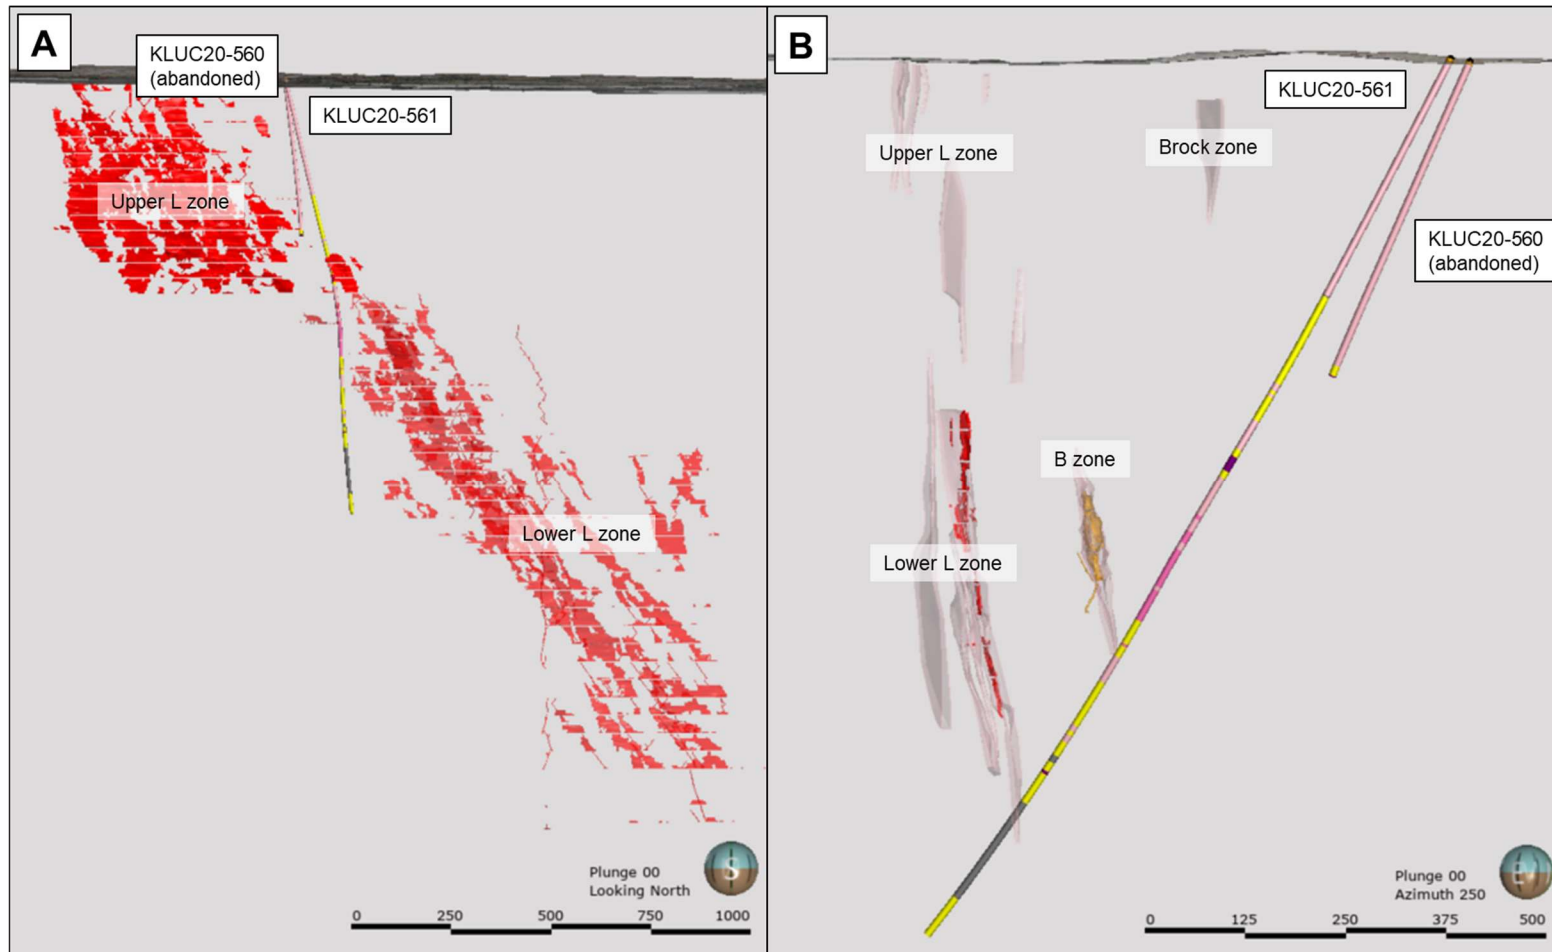 A
KLUC20-560
(abandoned)
KLUC20-561
Upper L zone
Lower L zone
Plunge 00
Looking North
S
0 250 500 750 1000
B
KLUC20-561
Upper L zone
Brock zone
KLUC20-560
(abandoned)
B zone
Lower L zone
Plunge 00
Azimuth 250
E
0 125 250 375 500